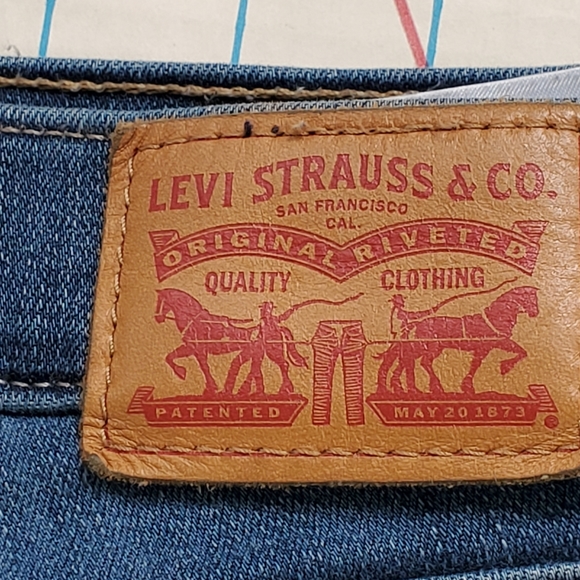 LEVI STRAUSS & CO.
SAN FRANCISCO
CAL.
ORIGINAL RIVETED
QUALITY CLOTHING
PATENTED MAY 20 1873
®